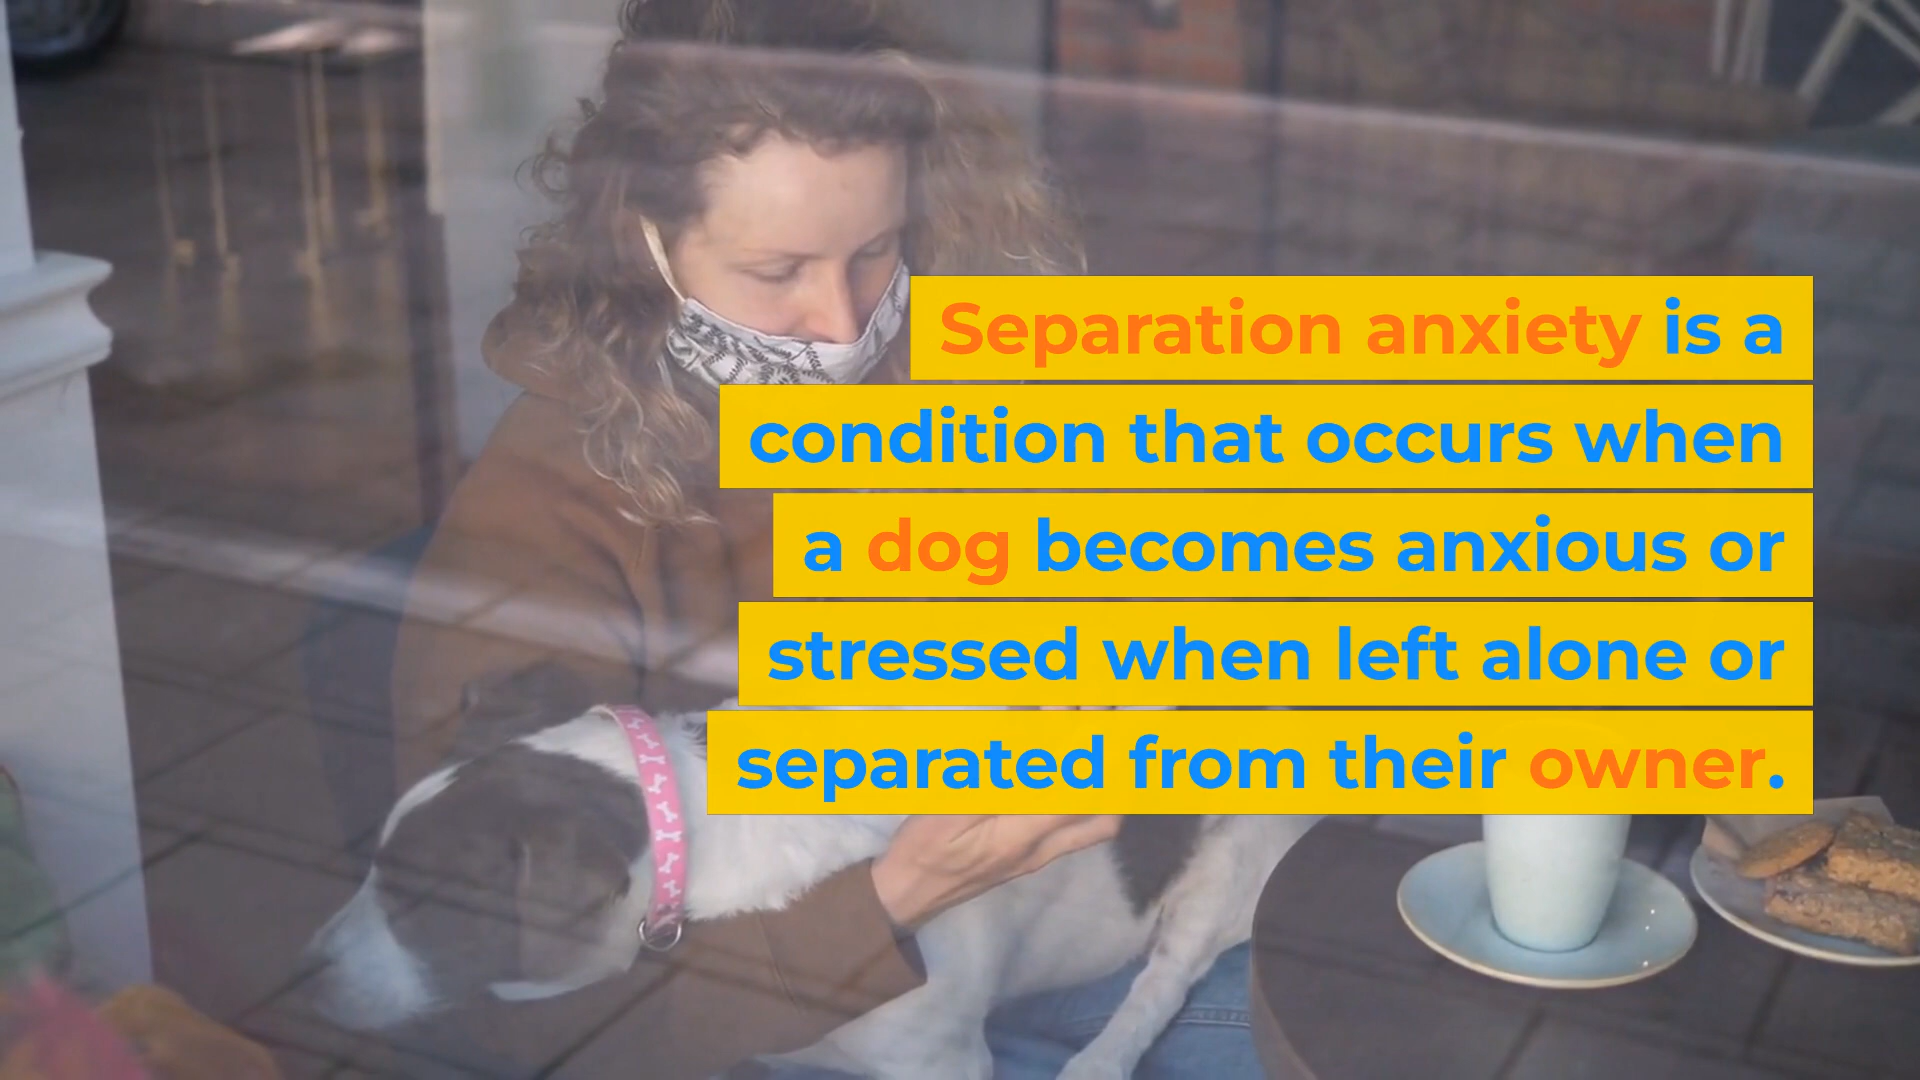 Separation anxiety is a
condition that occurs when
a dog becomes anxious or
stressed when left alone or
separated from their owner.